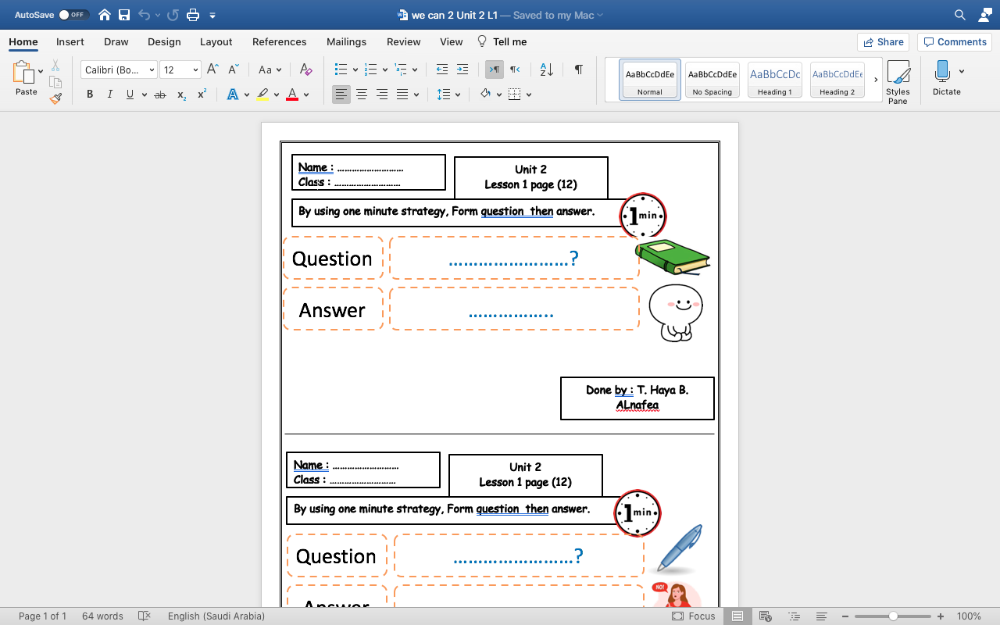 AutoSave OFF
we can 2 Unit 2 L1 — Saved to my Mac
Home Insert Draw Design Layout References Mailings Review View Tell me Share Comments
Paste
Calibri (Bo... 12
AaBbCcDdEe AaBbCcDdEe AaBbCcDc AaBbCcDdEe
Normal No Spacing Heading 1 Heading 2
Styles
Pane
Dictate
Name : ………………………
Class : ………………………
Unit 2
Lesson 1 page (12)
By using one minute strategy, Form question then answer.
1 min
Question
……………………?
Answer
……………..
Done by : T. Haya B.
ALnafea
Name : ………………………
Class : ………………………
Unit 2
Lesson 1 page (12)
By using one minute strategy, Form question then answer.
1 min
Question
……………………?
NO!
Answer
Page 1 of 1 64 words English (Saudi Arabia) Focus 100%